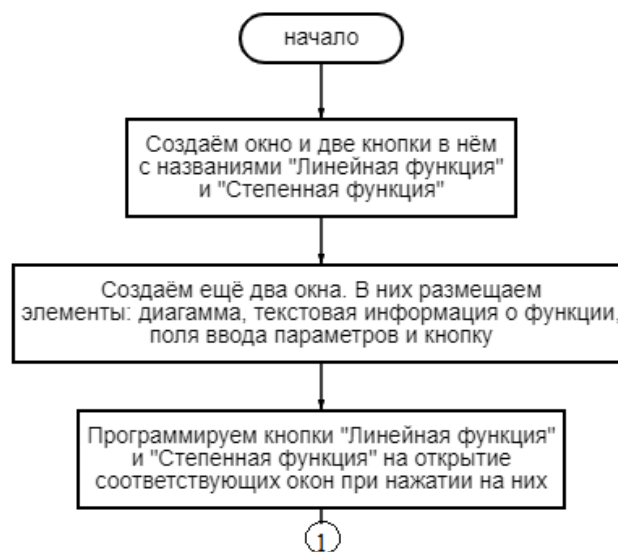 начало
Создаём окно и две кнопки в нём
с названиями "Линейная функция"
и "Степенная функция"
Создаём ещё два окна. В них размещаем
элементы: диагамма, текстовая информация о функции,
поля ввода параметров и кнопку
Программируем кнопки "Линейная функция"
и "Степенная функция" на открытие
соответствующих окон при нажатии на них
1